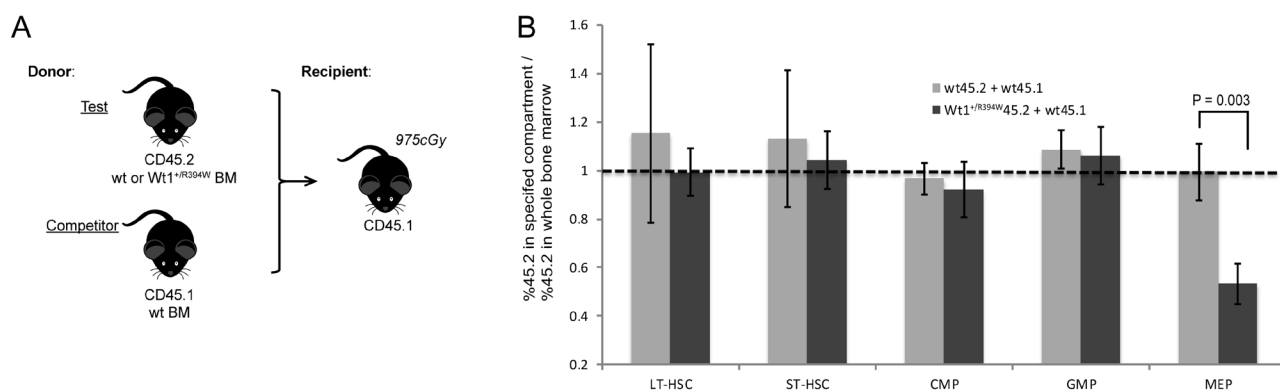 A
Donor:
Recipient:
Test
975cGy
CD45.2
wt or Wt1+/R394W BM
Competitor
CD45.1
CD45.1
wt BM
B
%45.2 in specifed compartment /
%45.2 in whole bone marrow
1.6
1.4
1.2
1
0.8
0.6
0.4
0.2
wt45.2 + wt45.1
Wt1+/R394W45.2 + wt45.1
P = 0.003
LT-HSC
ST-HSC
CMP
GMP
MEP